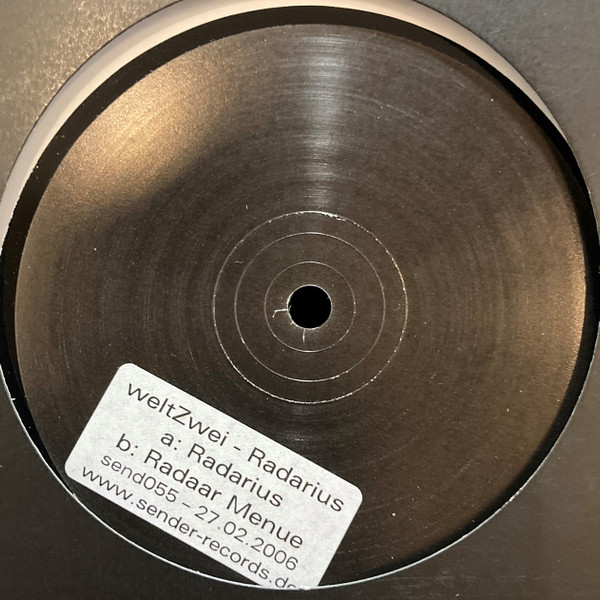 weltZwei - Radarius
a: Radarius
b: Radaar Menue
send055 - 27.02.2006
www.sender-records.de